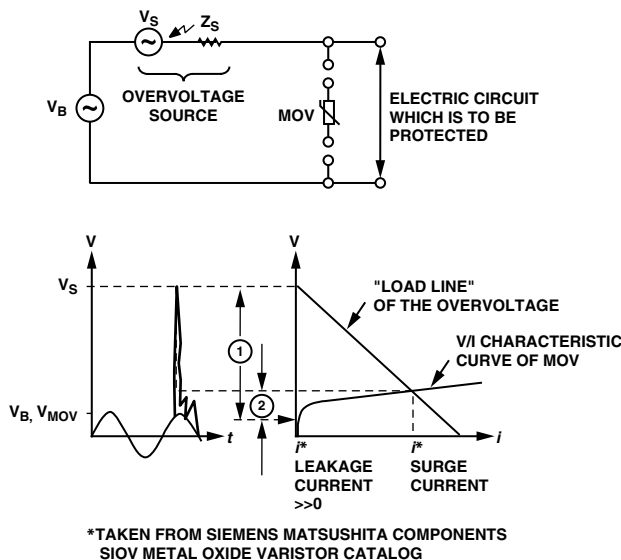 VS
ZS
VB
OVERVOLTAGE
SOURCE
MOV
ELECTRIC CIRCUIT
WHICH IS TO BE
PROTECTED
V
VS
1
2
VB, VMOV
t
V
"LOAD LINE"
OF THE OVERVOLTAGE
V/I CHARACTERISTIC
CURVE OF MOV
i
i*
LEAKAGE
CURRENT
>>0
i*
SURGE
CURRENT
*TAKEN FROM SIEMENS MATSUSHITA COMPONENTS
SIOV METAL OXIDE VARISTOR CATALOG